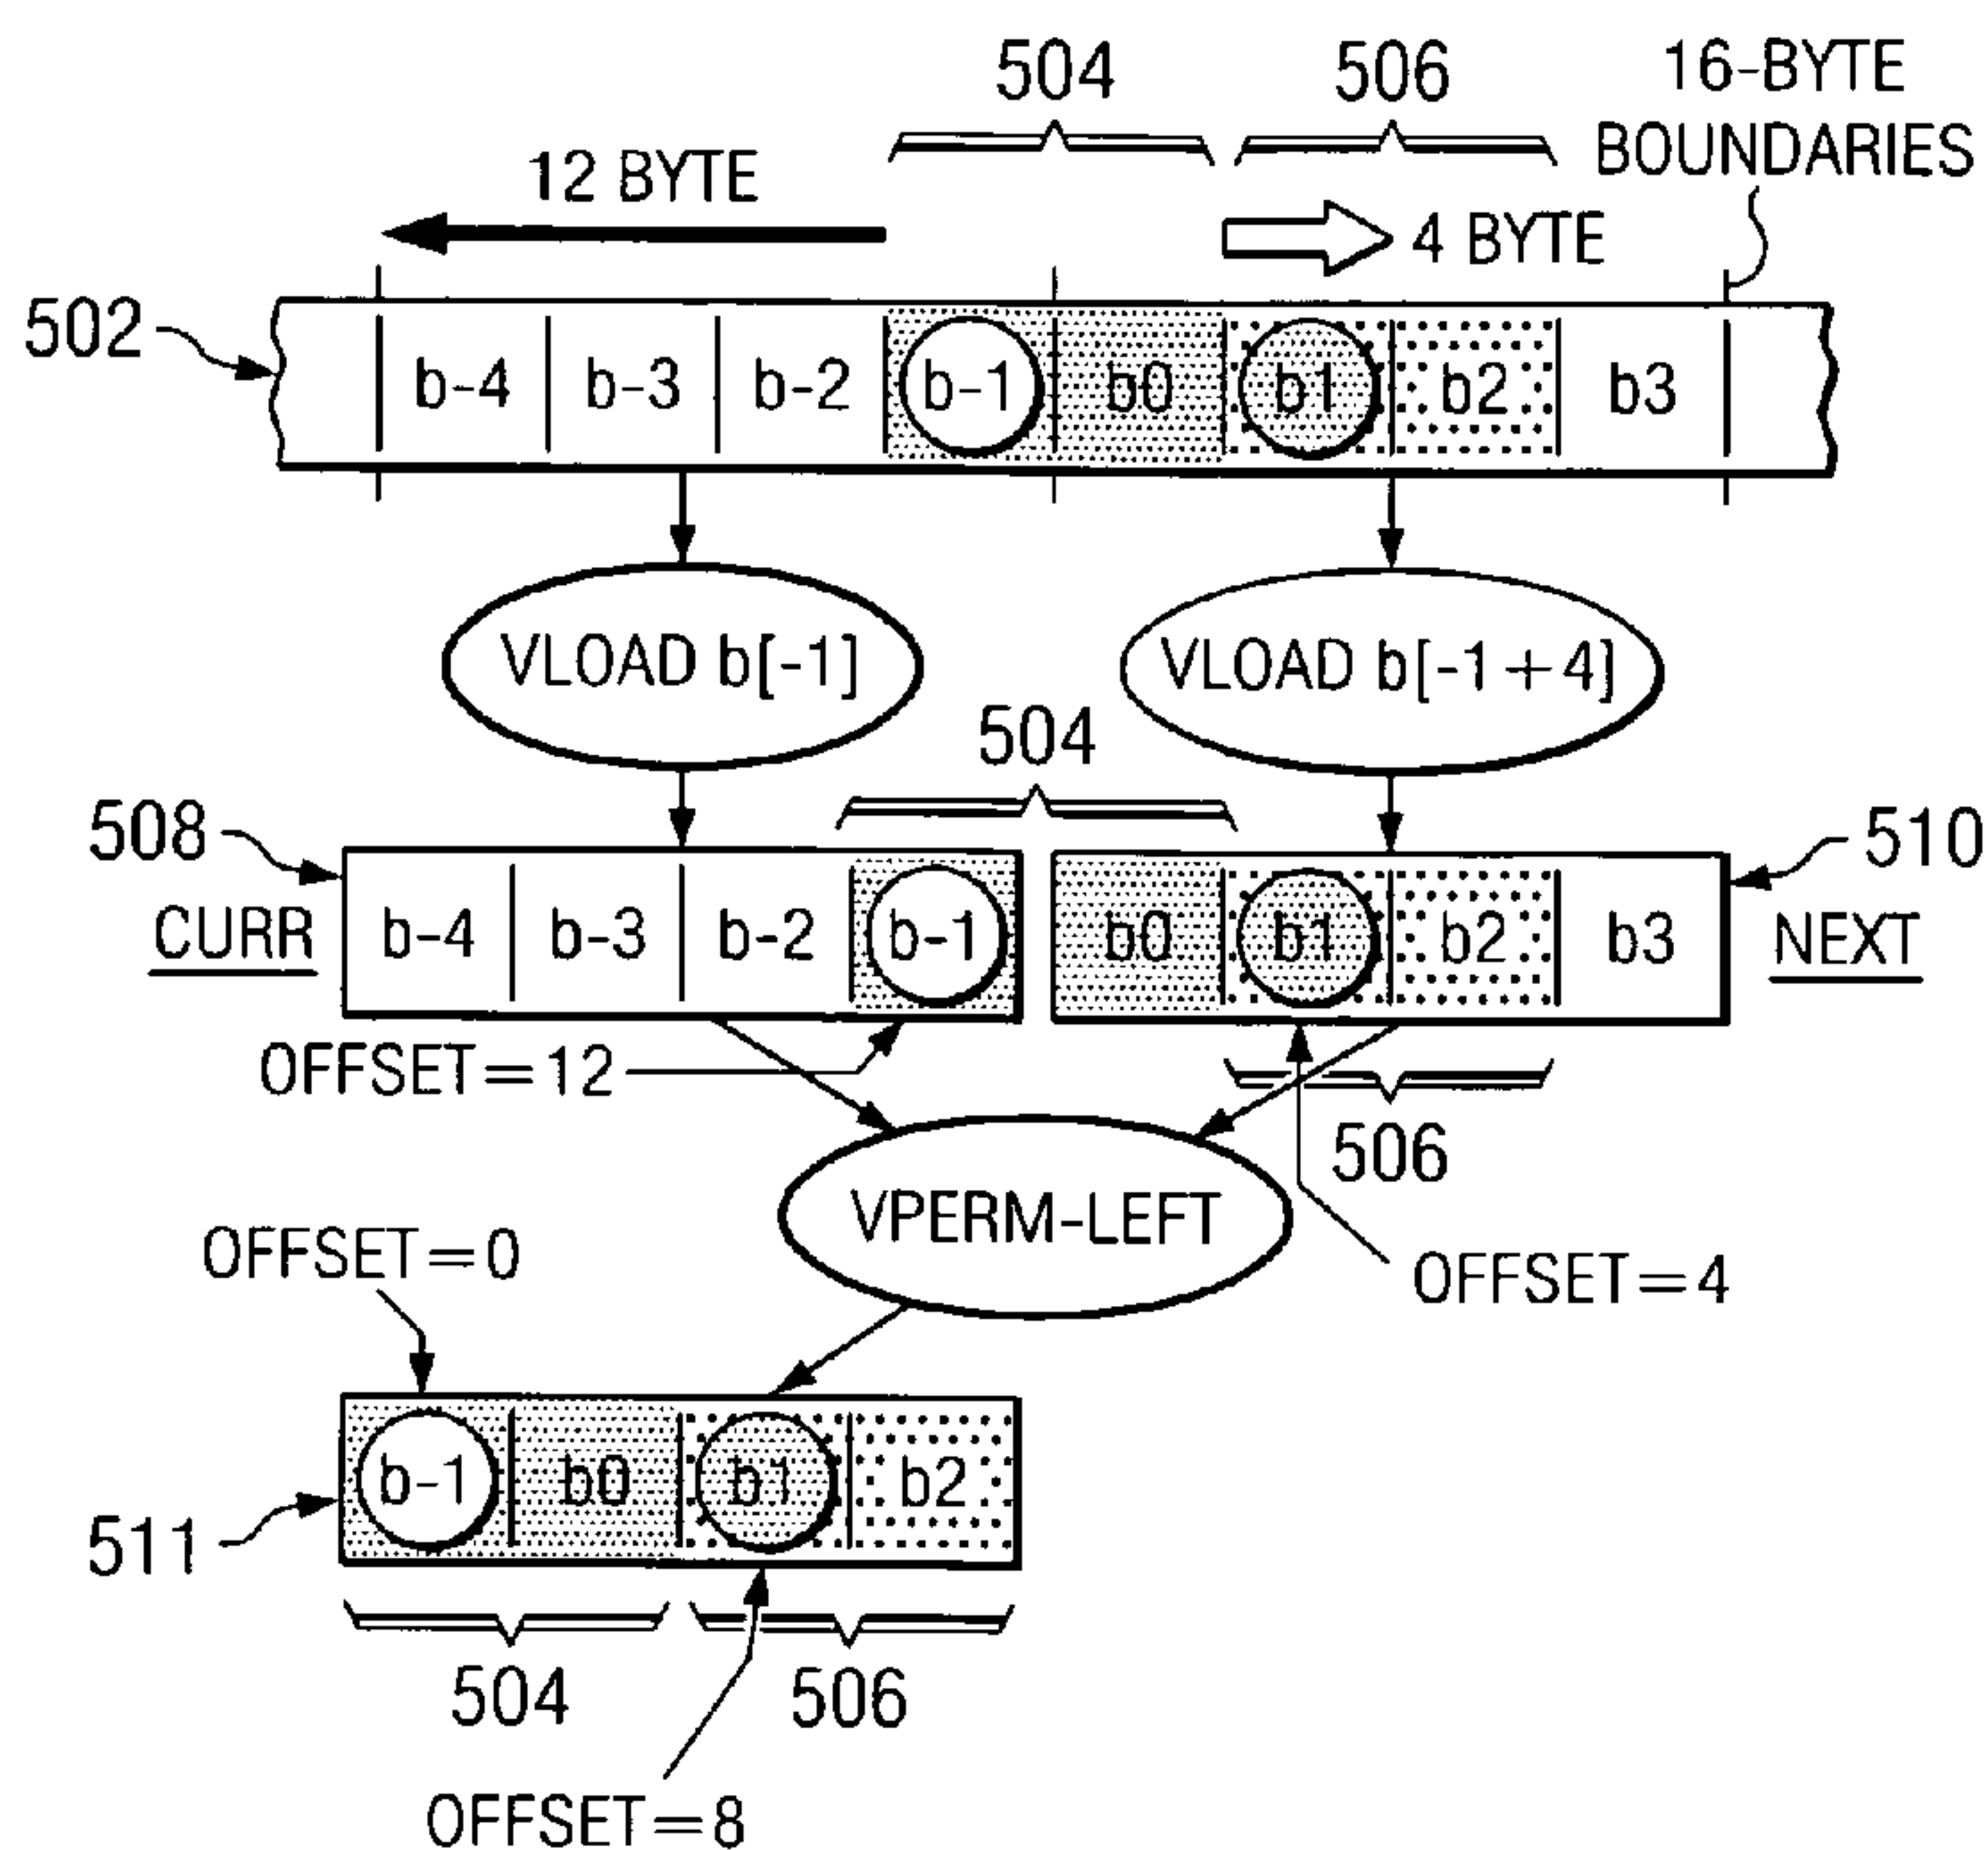 504
506
16-BYTE
BOUNDARIES
12 BYTE
4 BYTE
502
b-4 b-3 b-2 b-1 b0 b1 b2 b3
VLOAD b[-1]
VLOAD b[-1+4]
504
508
510
CURR
b-4 b-3 b-2 b-1
b0 b1 b2 b3
NEXT
OFFSET=12
506
VPERM-LEFT
OFFSET=0
OFFSET=4
b-1 b0 b1 b2
511
504
506
OFFSET=8